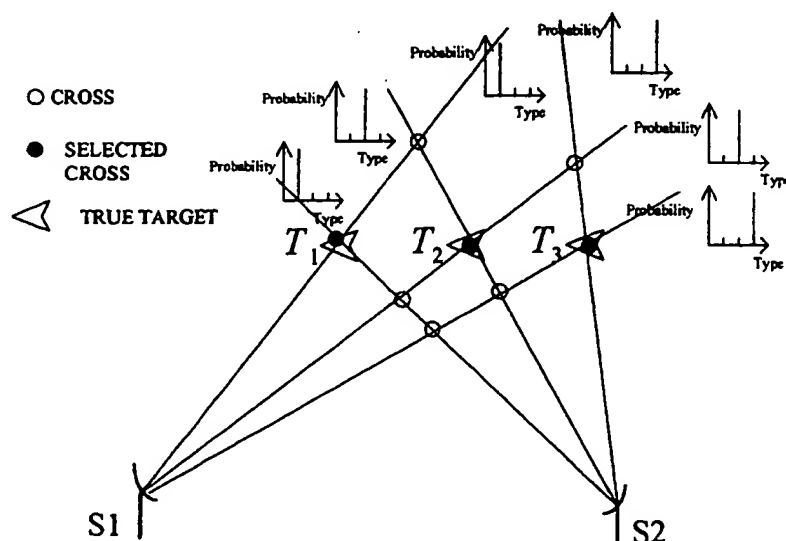 Probability
Type
Probability
Type
Probability
Type
Probability
Type
Probability
Type
Probability
Type
CROSS
SELECTED
CROSS
TRUE TARGET
T1
T2
T3
S1
S2